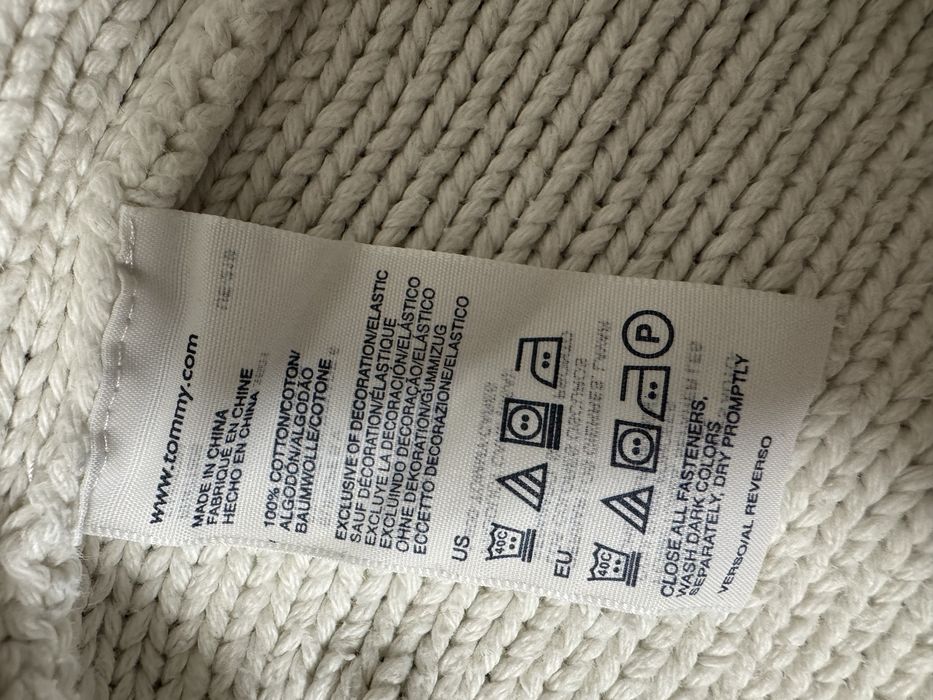 www.tommy.com
MADE IN CHINA
FABRIQUÉ EN CHINE
HECHO EN CHINA
100% COTTON/COTON/
ALGODÓN/ALGODÃO
BAUMWOLLE/COTONE
EXCLUSIVE OF DECORATION/ELASTIC
SAUF DÉCORATION/ÉLASTIQUE
EXCLUYE LA DECORACIÓN/ELÁSTICO
EXCLUINDO DECORAÇÃO/ELÁSTICO
OHNE DEKORATION/GUMMIZUG
ECCETTO DECORAZIONE/ELASTICO
US
40C
EU
40C P
CLOSE ALL FASTENERS,
WASH DARK COLORS
SEPARATELY, DRY PROMPTLY
VERSO/AL REVERSO